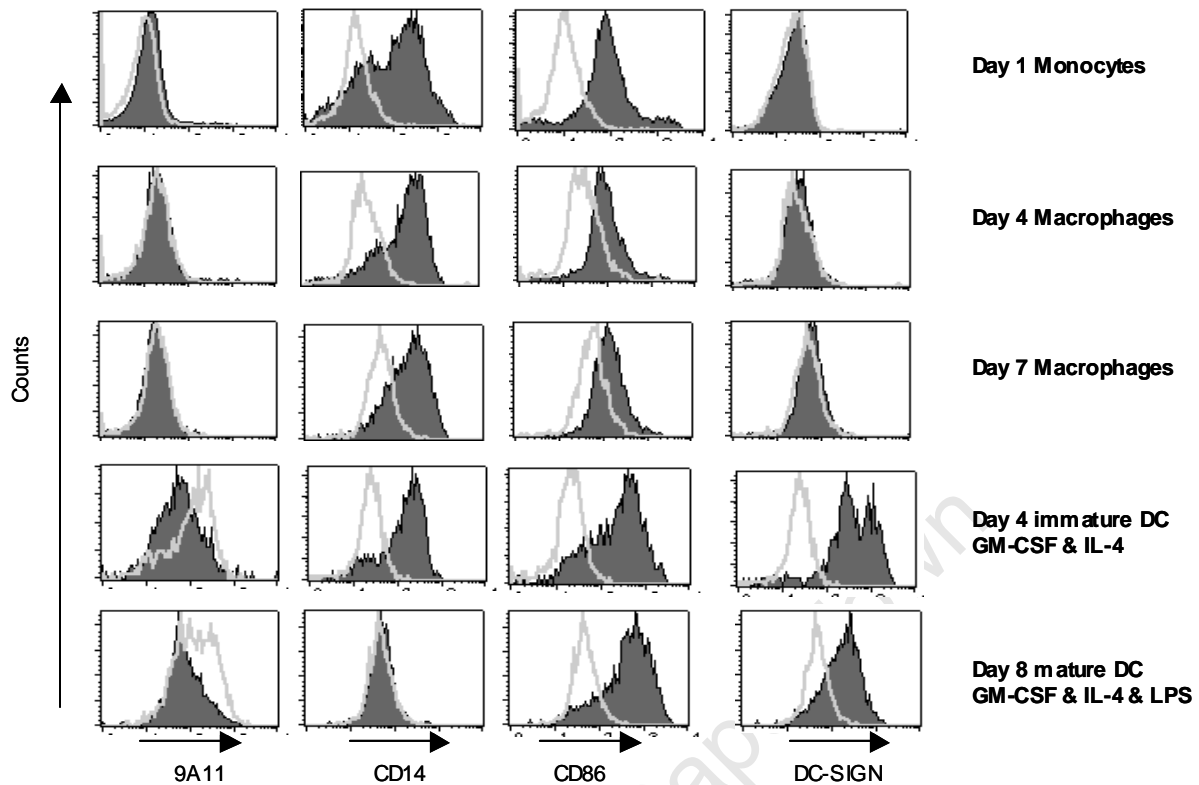 Day 1 Monocytes
Day 4 Macrophages
Counts
Day 7 Macrophages
Day 4 immature DC
GM-CSF & IL-4
Day 8 mature DC
GM-CSF & IL-4 & LPS
9A11
CD14
CD86
DC-SIGN